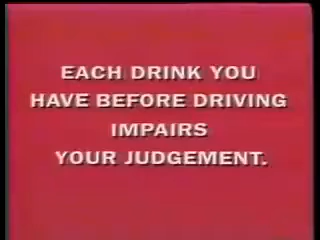 EACH DRINK YOU
HAVE BEFORE DRIVING
IMPAIRS
YOUR JUDGEMENT.